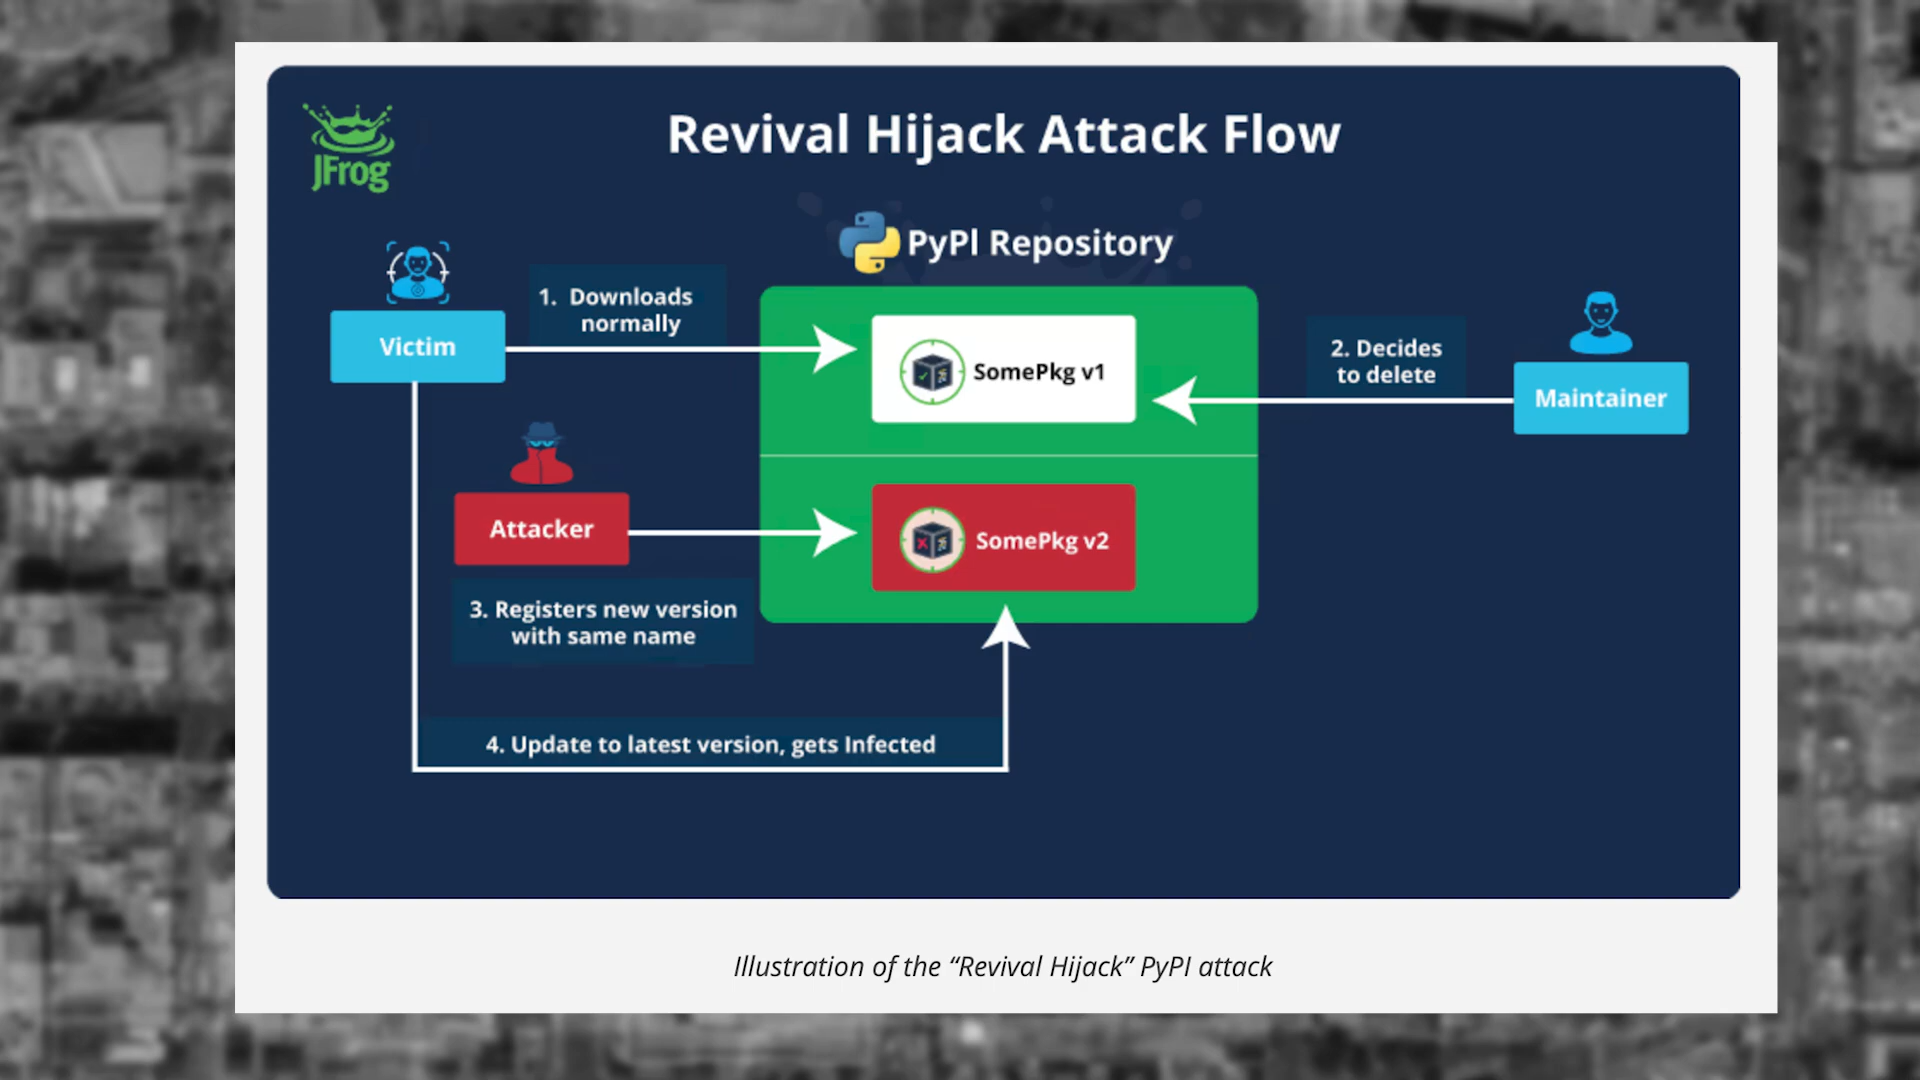 JFrog
Revival Hijack Attack Flow
PyPl Repository
1. Downloads
normally
Victim
SomePkg v1
2. Decides
to delete
Maintainer
Attacker
SomePkg v2
3. Registers new version
with same name
4. Update to latest version, gets Infected
Illustration of the “Revival Hijack” PyPI attack